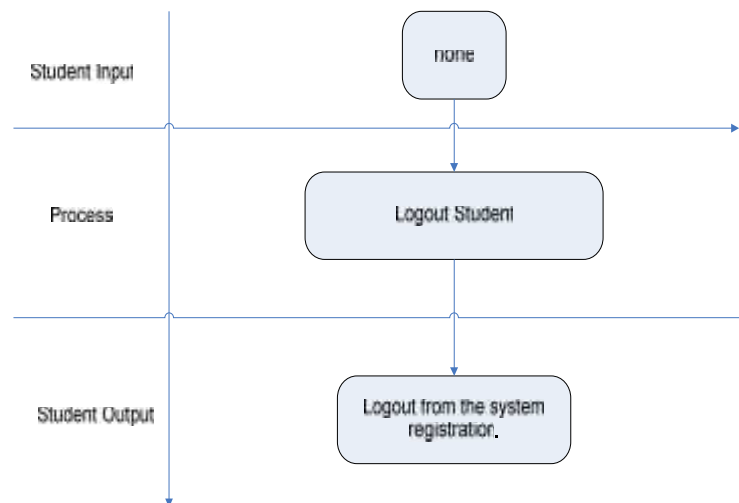 none
Student Input
Process
Logout Student
Student Output
Logout from the system
registration.